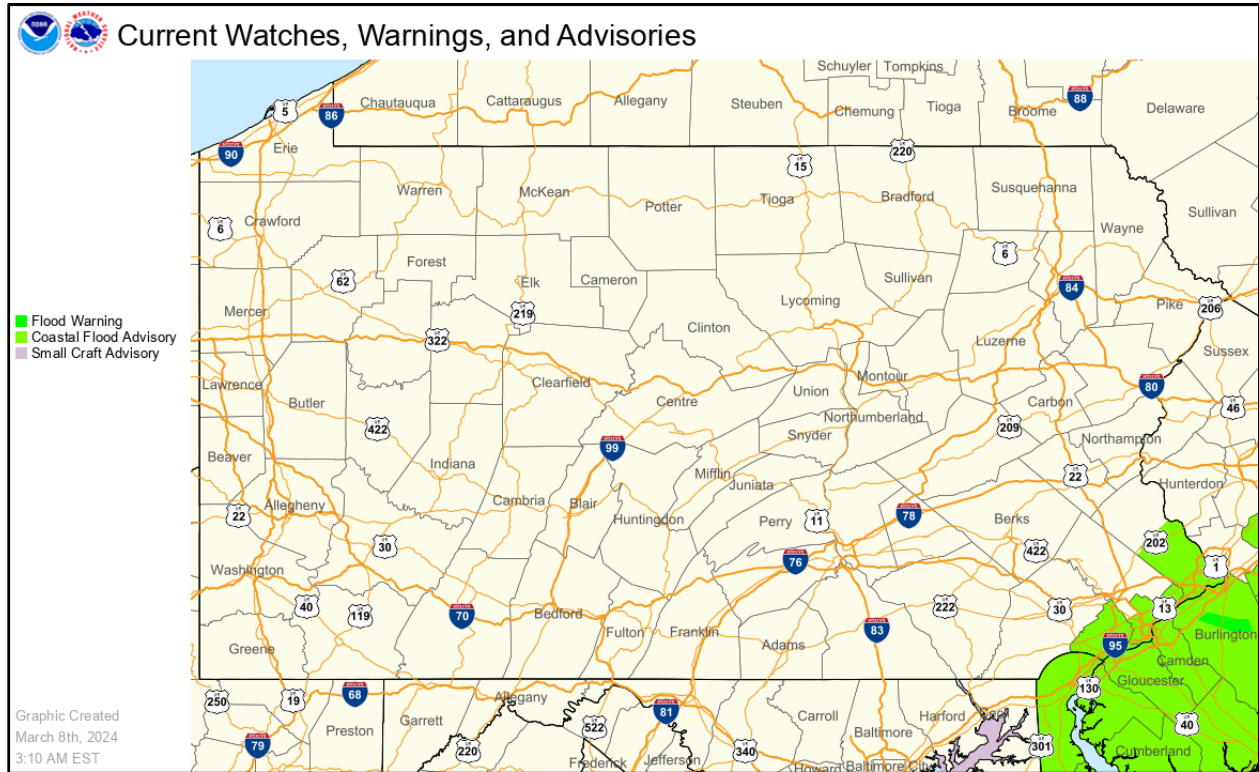 NOAA
Current Watches, Warnings, and Advisories
Schuyler
Tompkins
5
86
Chautauqua
Cattaraugus
Allegany
Steuben
Chemung
Tioga
Broome
88
Delaware
90
Erie
15
220
Warren
McKean
Potter
Tioga
Bradford
Susquehanna
6
Crawford
Wayne
Sullivan
62
Forest
Elk
Cameron
Sullivan
6
84
Pike
206
Mercer
219
Lycoming
Flood Warning
Coastal Flood Advisory
Small Craft Advisory
322
Clinton
Luzerne
Sussex
Lawrence
Butler
Clearfield
Centre
Union
Montour
Carbon
80
46
422
Northumberland
209
Snyder
Northampton
Beaver
Indiana
99
Mifflin
Juniata
22
Hunterdon
22
Allegheny
Cambria
Blair
Huntingdon
Perry
11
78
Berks
202
30
422
Washington
76
1
40
119
70
Bedford
222
30
13
Greene
Fulton
Franklin
Adams
83
95
Burlington
Camden
Gloucester
250
19
68
Allegany
130
Graphic Created
March 8th, 2024
3:10 AM EST
79
Preston
Garrett
220
522
81
340
Carroll
Baltimore
Harford
Cecil
301
40
Cumberland
Frederick
Jefferson
Howard
Baltimore City